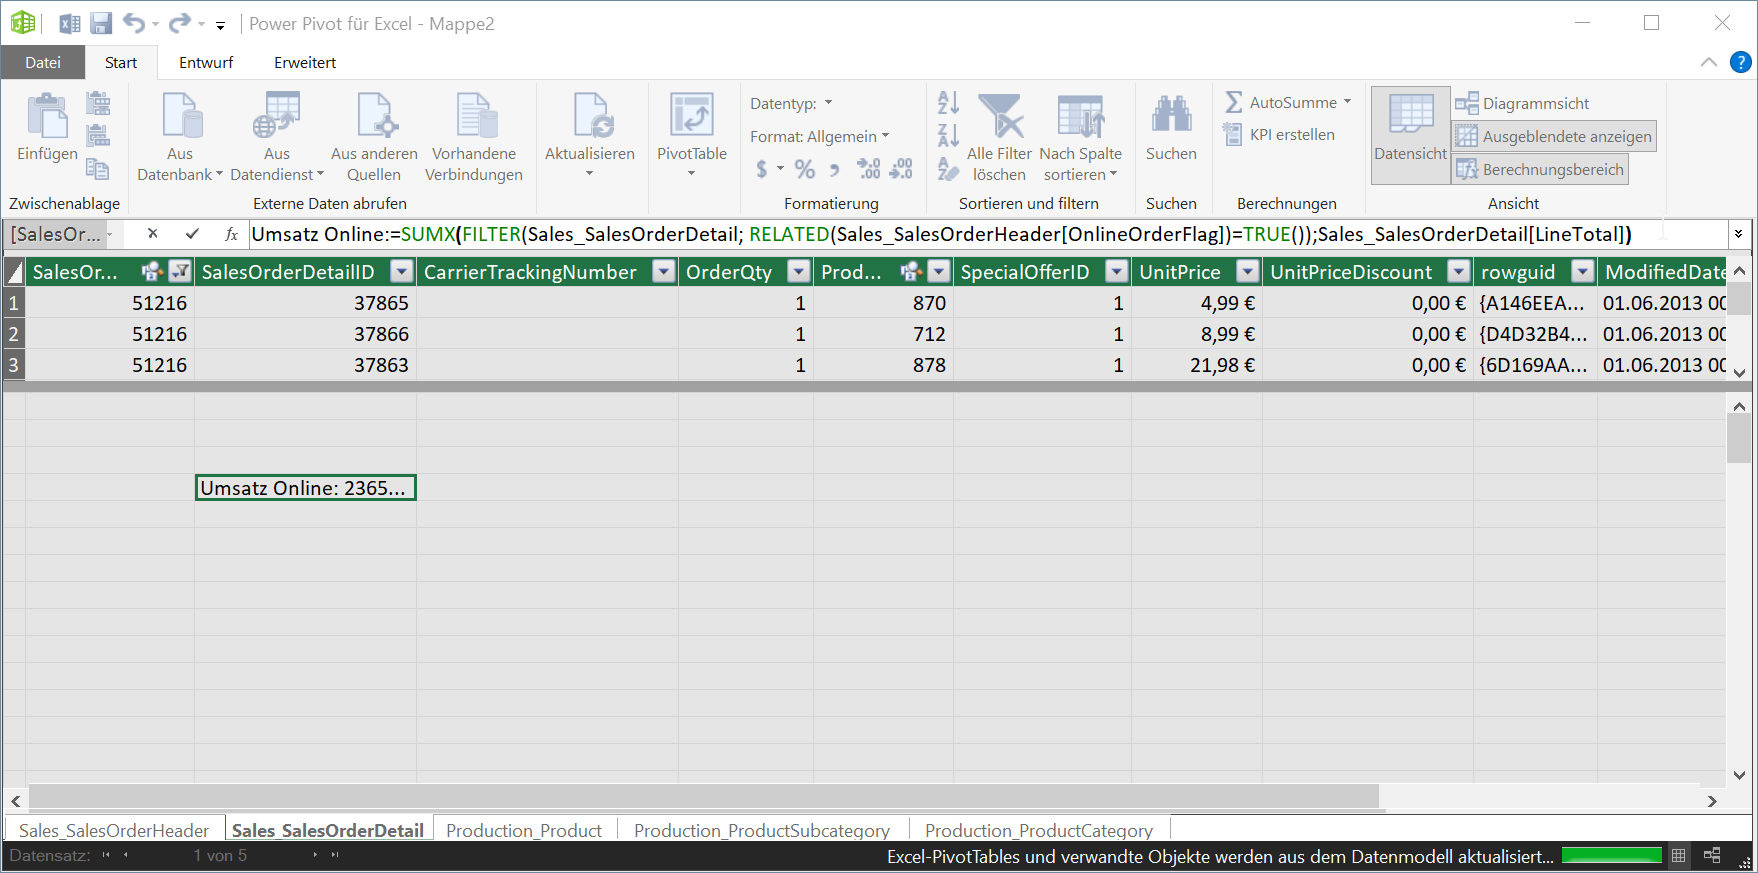 Power Pivot für Excel - Mappe2
Datei Start Entwurf Erweitert
Einfügen
Zwischenablage
Aus Datenbank
Aus Datendienst
Aus anderen Quellen
Vorhandene Verbindungen
Externe Daten abrufen
Aktualisieren
PivotTable
Datentyp:
Format: Allgemein
$ % , ,00 ,00
Formatierung
A Z
Z A
A Z
Alle Filter löschen
Nach Spalte sortieren
Sortieren und filtern
Suchen
Suchen
AutoSumme
KPI erstellen
Berechnungen
Datensicht
Diagrammsicht
Ausgeblendete anzeigen
Berechnungsbereich
Ansicht
[SalesOr... fx Umsatz Online:=SUMX(FILTER(Sales_SalesOrderDetail; RELATED(Sales_SalesOrderHeader[OnlineOrderFlag])=TRUE());Sales_SalesOrderDetail[LineTotal])
SalesOr... SalesOrderDetailID CarrierTrackingNumber OrderQty Prod... SpecialOfferID UnitPrice UnitPriceDiscount rowguid ModifiedDate
1 51216 37865 1 870 1 4,99 € 0,00 € {A146EEA... 01.06.2013 00
2 51216 37866 1 712 1 8,99 € 0,00 € {D4D32B4... 01.06.2013 00
3 51216 37863 1 878 1 21,98 € 0,00 € {6D169AA... 01.06.2013 00
Umsatz Online: 2365...
Sales_SalesOrderHeader Sales_SalesOrderDetail Production_Product Production_ProductSubcategory Production_ProductCategory
Datensatz: 1 von 5 Excel-PivotTables und verwandte Objekte werden aus dem Datenmodell aktualisiert...